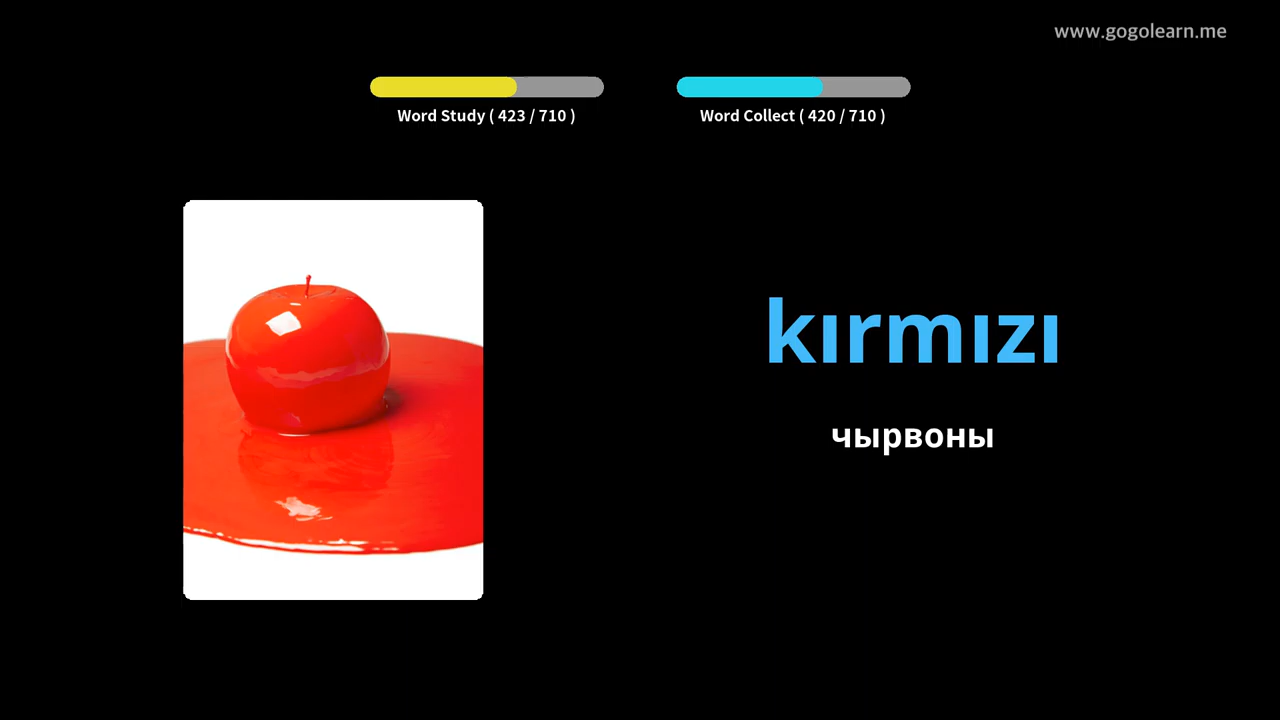 www.gogolearn.me
Word Study ( 423 / 710 )
Word Collect ( 420 / 710 )
kırmızı
чырвоны